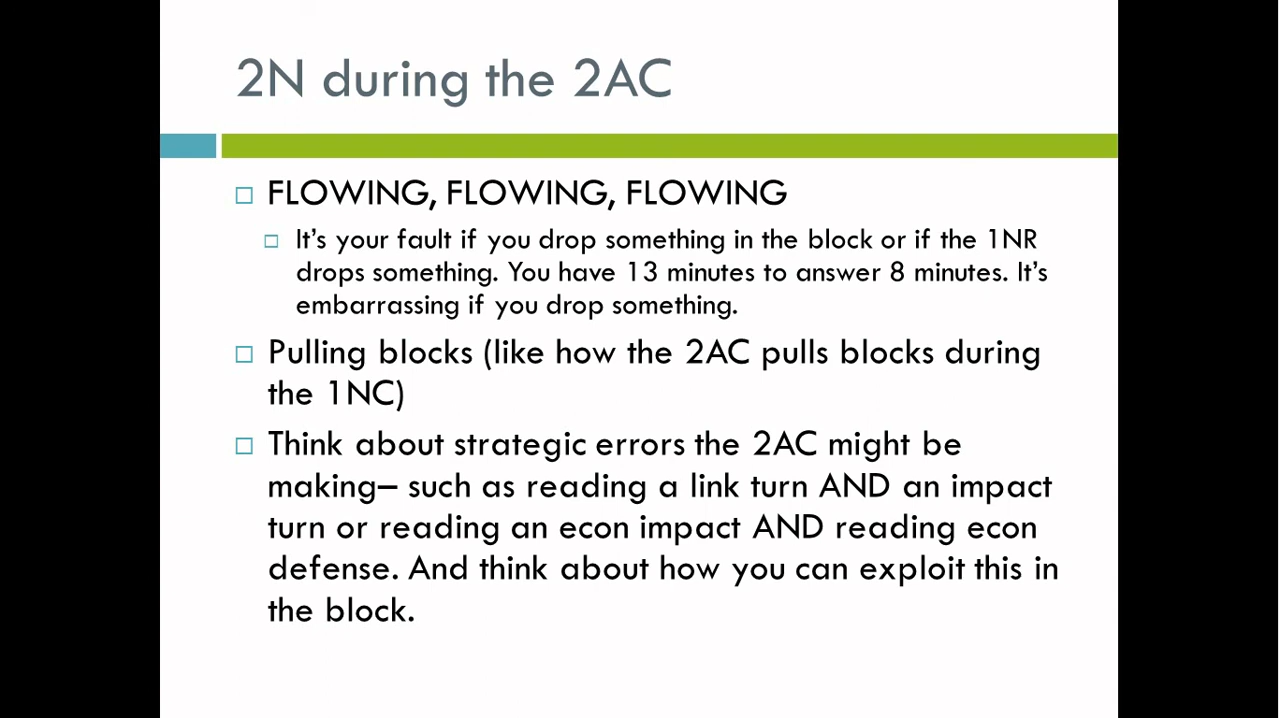 2N during the 2AC
FLOWING, FLOWING, FLOWING
It's your fault if you drop something in the block or if the 1NR
drops something. You have 13 minutes to answer 8 minutes. It's
embarrassing if you drop something.
Pulling blocks (like how the 2AC pulls blocks during
the 1NC)
Think about strategic errors the 2AC might be
making– such as reading a link turn AND an impact
turn or reading an econ impact AND reading econ
defense. And think about how you can exploit this in
the block.